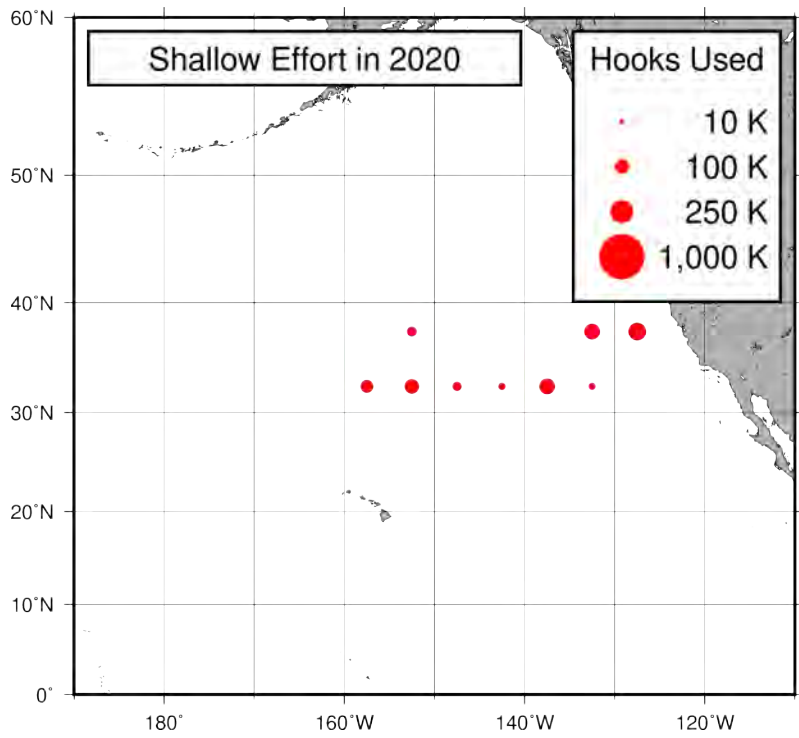 60˚N
Shallow Effort in 2020
Hooks Used
10 K
100 K
250 K
1,000 K
50˚N
40˚N
30˚N
20˚N
10˚N
0˚
180˚
160˚W
140˚W
120˚W